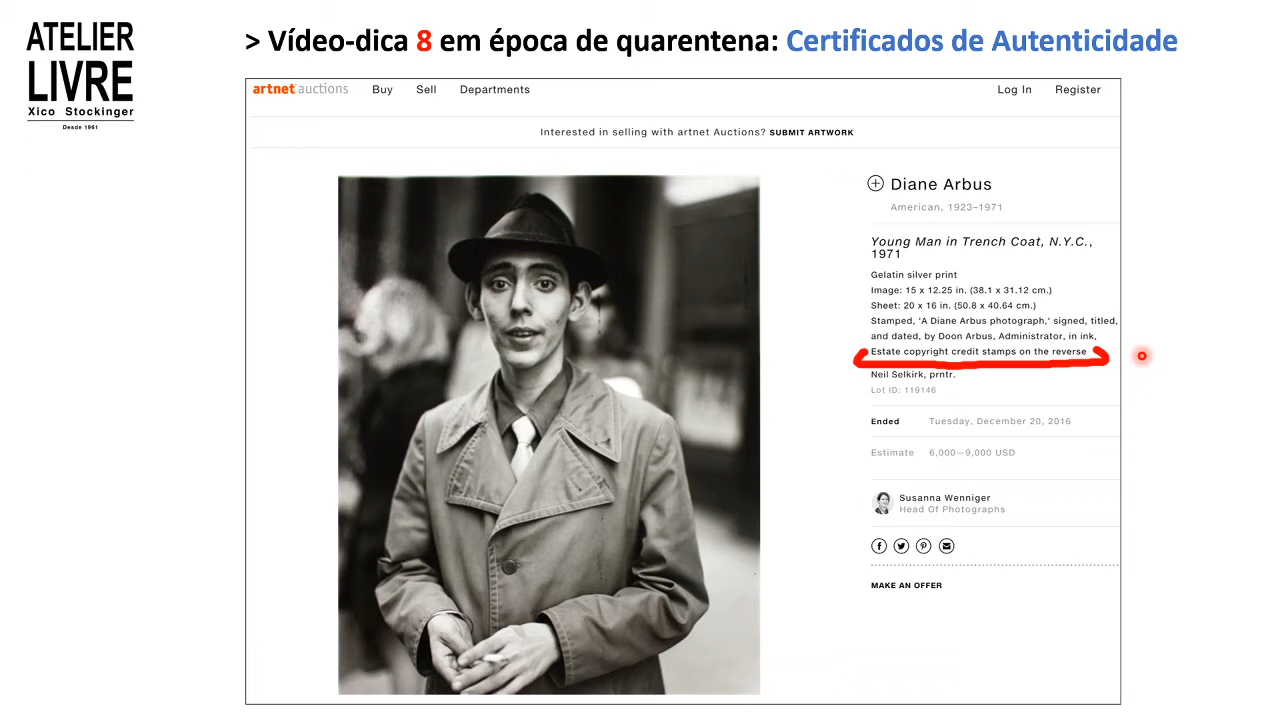 ATELIER
LIVRE
Xico Stockinger
Desde 1961
> Vídeo-dica 8 em época de quarentena: Certificados de Autenticidade
artnet auctions Buy Sell Departments Log In Register
Interested in selling with artnet Auctions? SUBMIT ARTWORK
Diane Arbus
American, 1923–1971
Young Man in Trench Coat, N.Y.C.,
1971
Gelatin silver print
Image: 15 x 12.25 in. (38.1 x 31.12 cm.)
Sheet: 20 x 16 in. (50.8 x 40.64 cm.)
Stamped, 'A Diane Arbus photograph,' signed, titled,
and dated, by Doon Arbus, Administrator, in ink,
Estate copyright credit stamps on the reverse
Neil Selkirk, prntr.
Lot ID: 119146
Ended Tuesday, December 20, 2016
Estimate 6,000—9,000 USD
Susanna Wenniger
Head Of Photographs
MAKE AN OFFER